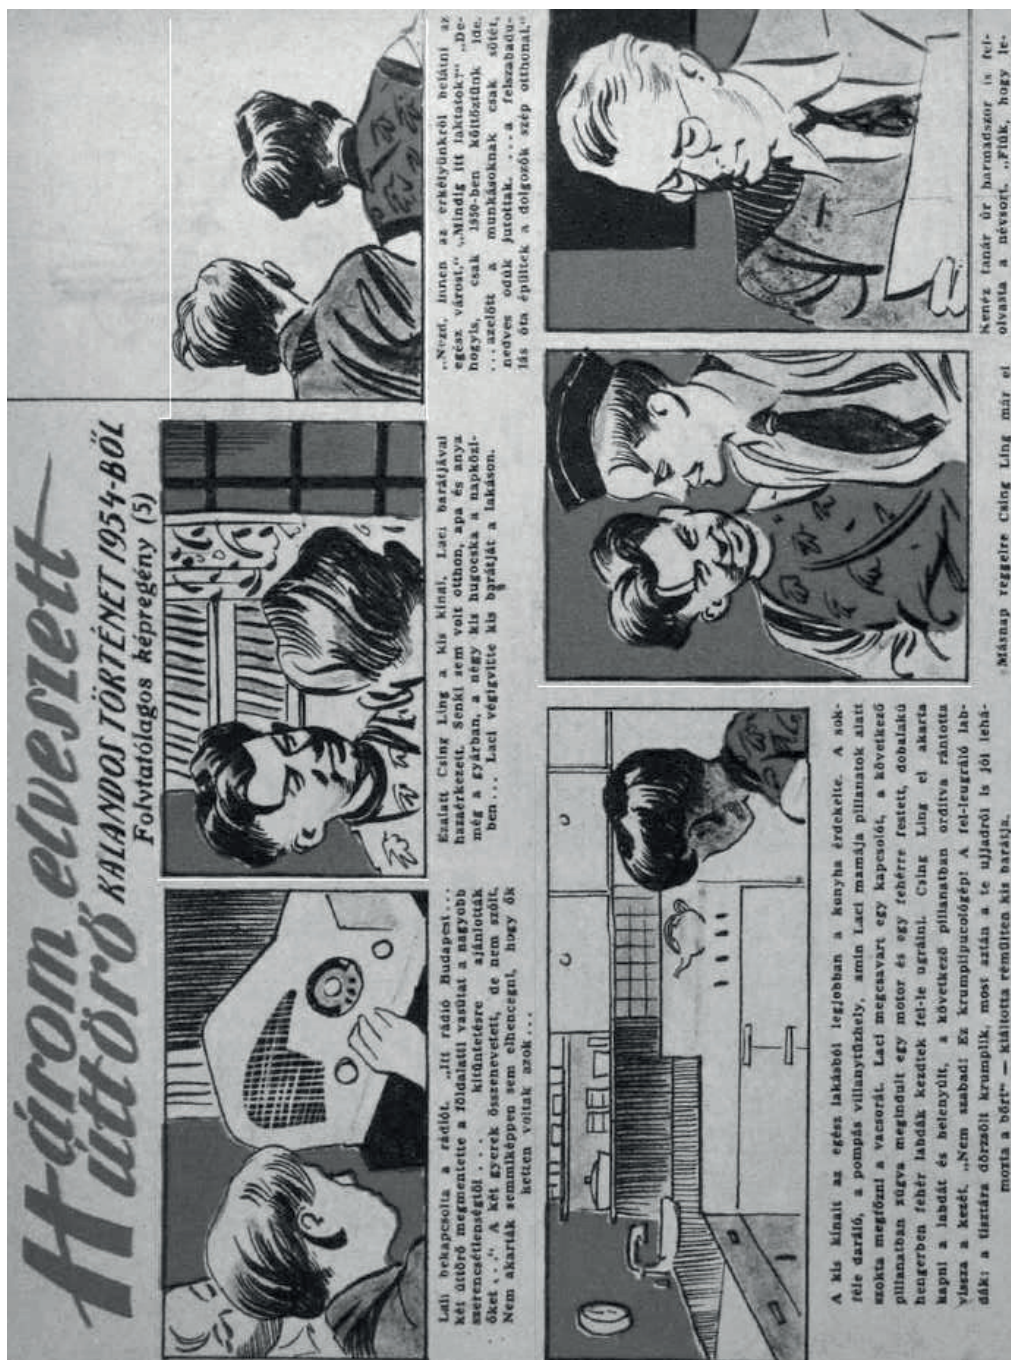 Három elveszett
úttörő
KALANDOS TÖRTÉNET 1954-BŐL
Folytatólagos képregény (5)
Lali bekapcsolta a rádiót. „Itt rádió Budapest...
két úttörő megmentette a földalatti vasútat a nagyobb
szerencsétlenségtől... kitüntetésre ajánlották
őket..." A két gyerek összenevetett, de nem szólt.
Nem akarták semmiképpen sem elhencegni, hogy ők
ketten voltak azok...
Ezalatt Csing Ling a kis kínai, Laci barátjával
hazaérkezett. Senki sem volt otthon, apa és anya
még a gyárban, a négy kis hugocska a napközi-
ben... Laci végigvitte kis barátját a lakáson.
„Nézd, innen az erkélyünkről belátni az
egész várost." „Mindig itt laktatok?" „De-
hogyis, csak 1950-ben költöztünk ide.
...azelőtt a munkásoknak csak sötét,
nedves odúk jutottak. ...a felszabadu-
lás óta épültek a dolgozók szép otthonai."
A kis kínait az egész lakásból legjobban a konyha érdekelte. A sok-
féle daráló, a pompás villanytűzhely, amin Laci mamája pillanatok alatt
szokta megfőzni a vacsorát. Laci megcsavart egy kapcsolót, a következő
pillanatban zúgva megindult egy motor és egy fehérre festett, dobalakú
hengerben fehér labdák kezdtek fel-le ugrálni. Csing Ling el akarta
kapni a labdát és belenyúlt, a következő pillanatban ordítva rántotta
vissza a kezét. „Nem szabad! Ez krumplipucológép! A fel-leugráló lab-
dák: a tisztára dörzsölt krumplik, most aztán a te ujjadról is jól lehá-
morta a bőrt" — kiáltotta rémülten kis barátja.
Másnap reggelre Csing Ling már el
Kenéz tanár úr harmadszor is fel-
olvasta a névsort. „Fiúk, hogy le-